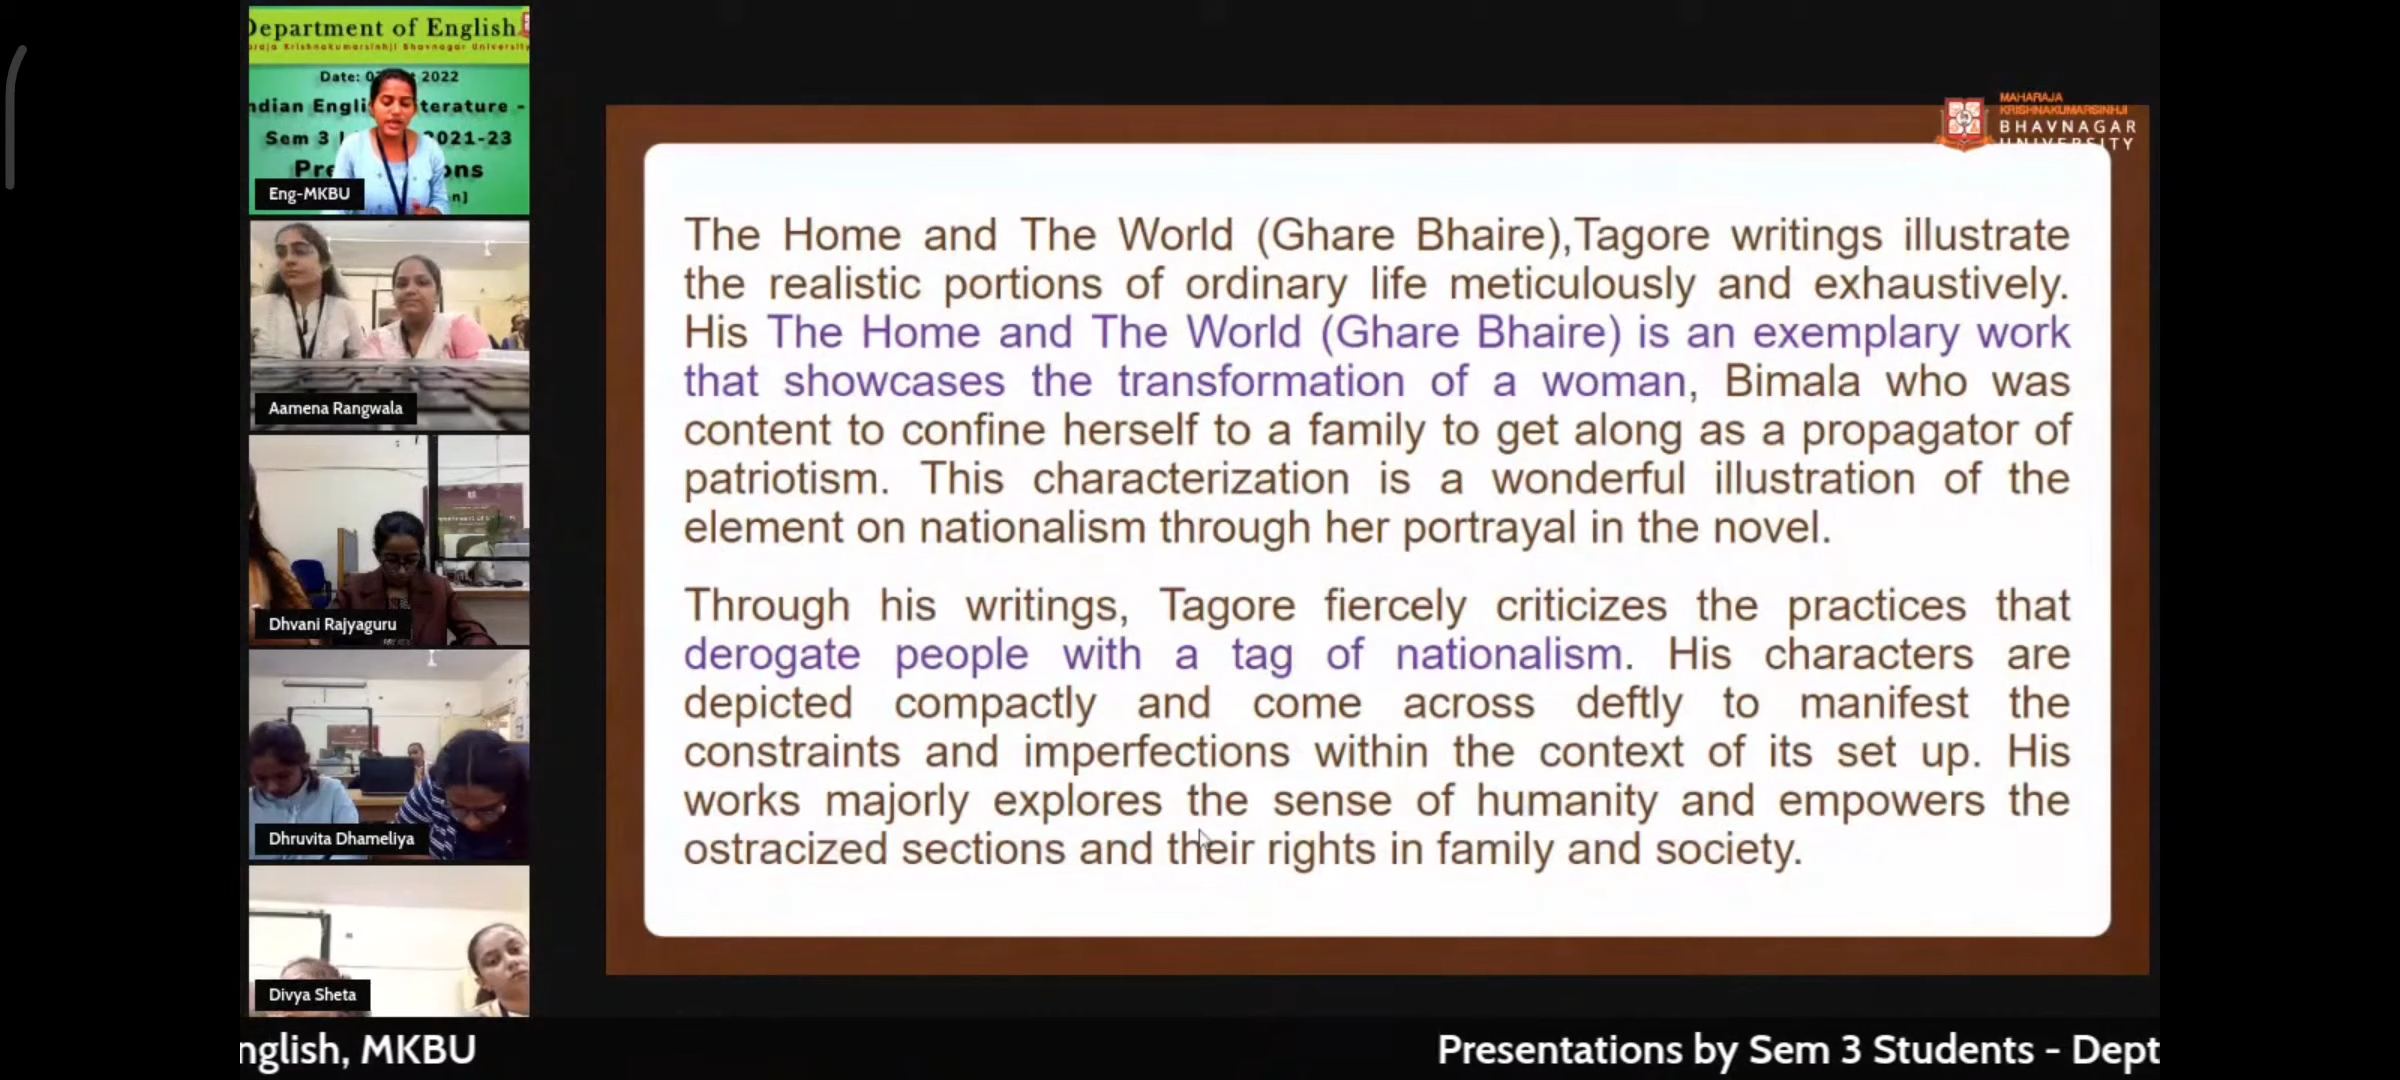 Department of English
Date: 0 2022
Sem 3 2021-23
Eng-MKBU
Aamena Rangwala
Dhvani Rajyaguru
Dhruvita Dhameliya
Divya Sheta
MAHARAJA
KRISHNAKUMARSINHJI
BHAVNAGAR
UNIVERSITY
The Home and The World (Ghare Bhaire),Tagore writings illustrate
the realistic portions of ordinary life meticulously and exhaustively.
His The Home and The World (Ghare Bhaire) is an exemplary work
that showcases the transformation of a woman, Bimala who was
content to confine herself to a family to get along as a propagator of
patriotism. This characterization is a wonderful illustration of the
element on nationalism through her portrayal in the novel.
Through his writings, Tagore fiercely criticizes the practices that
derogate people with a tag of nationalism. His characters are
depicted compactly and come across deftly to manifest the
constraints and imperfections within the context of its set up. His
works majorly explores the sense of humanity and empowers the
ostracized sections and their rights in family and society.
nglish, MKBU
Presentations by Sem 3 Students - Dept